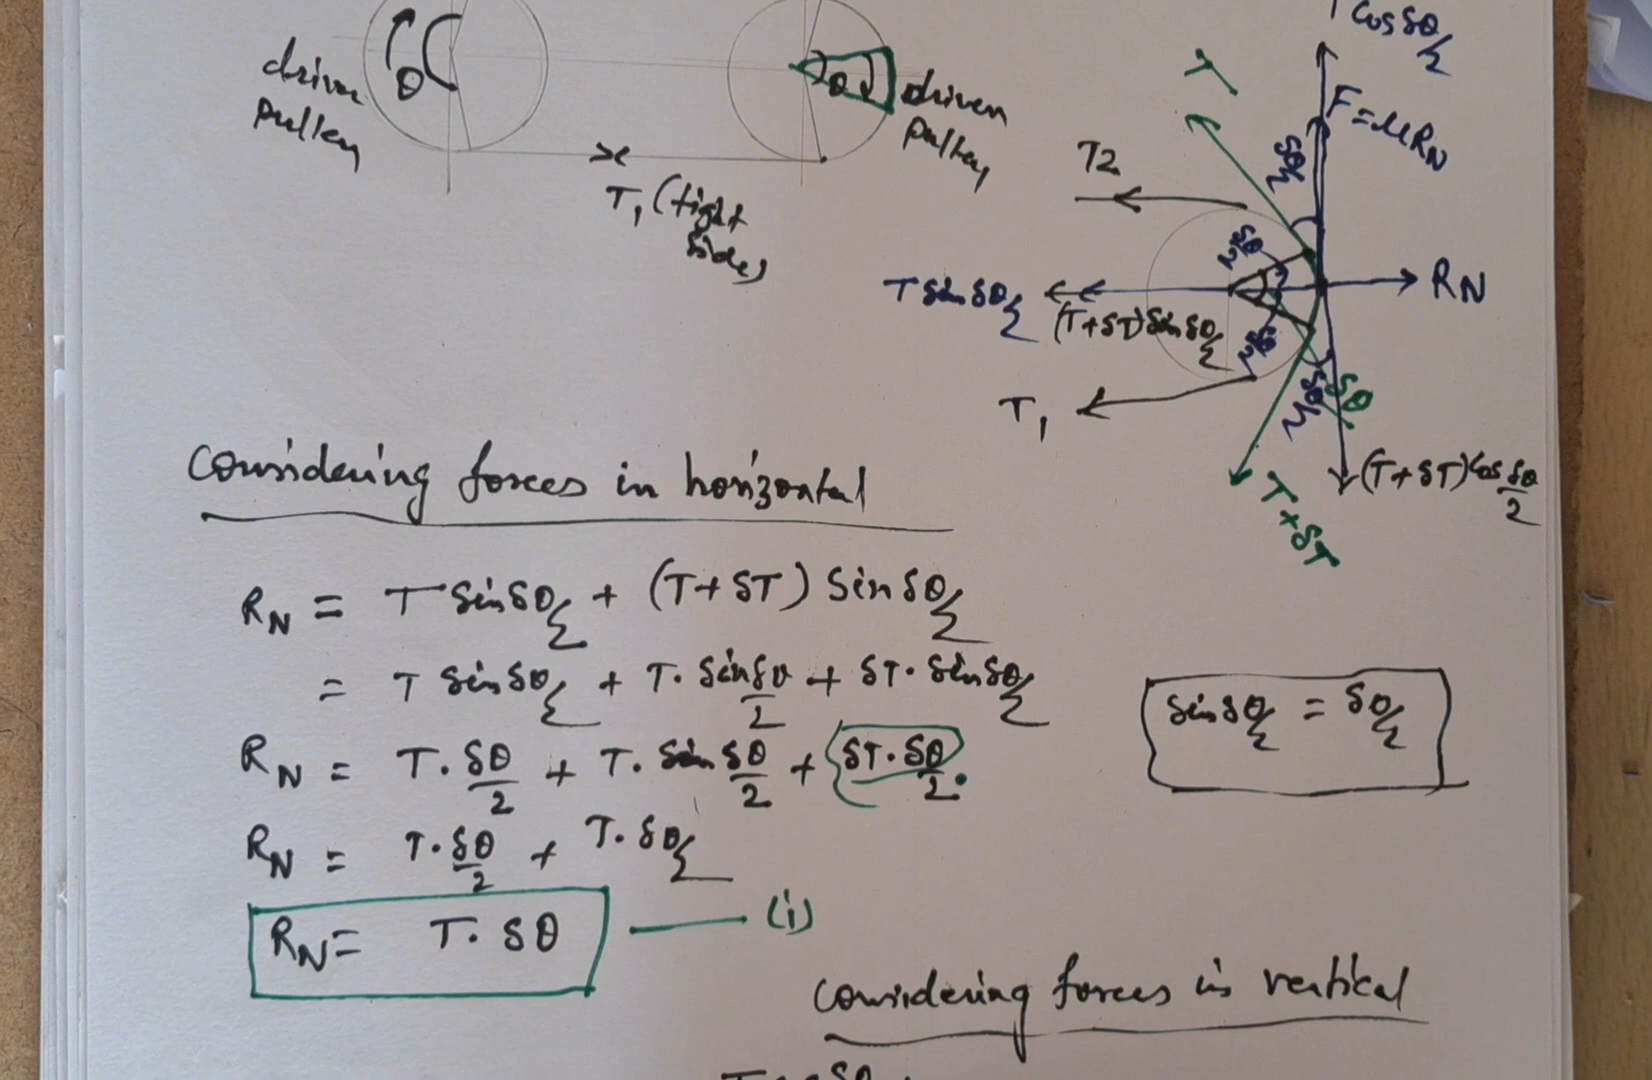 driver
pulley
θ
T₁ (tight
side)
θ
driven
pulley
T cos δθ/2
F = μR_N
T
δθ/2
T2
δθ/2
R_N
T sin δθ/2
(T+δT) sin δθ/2
δθ/2
T₁
δθ/2
δθ
(T+δT) cos δθ/2
T+δT
Considering forces in horizontal
R_N = T sin δθ/2 + (T+δT) sin δθ/2
= T sin δθ/2 + T. sin δθ/2 + δT. sin δθ/2
sin δθ/2 = δθ/2
R_N = T. δθ/2 + T. sin δθ/2 + δT. δθ/2.
R_N = T. δθ/2 + T. δθ/2
R_N = T. δθ — (i)
Considering forces in vertical